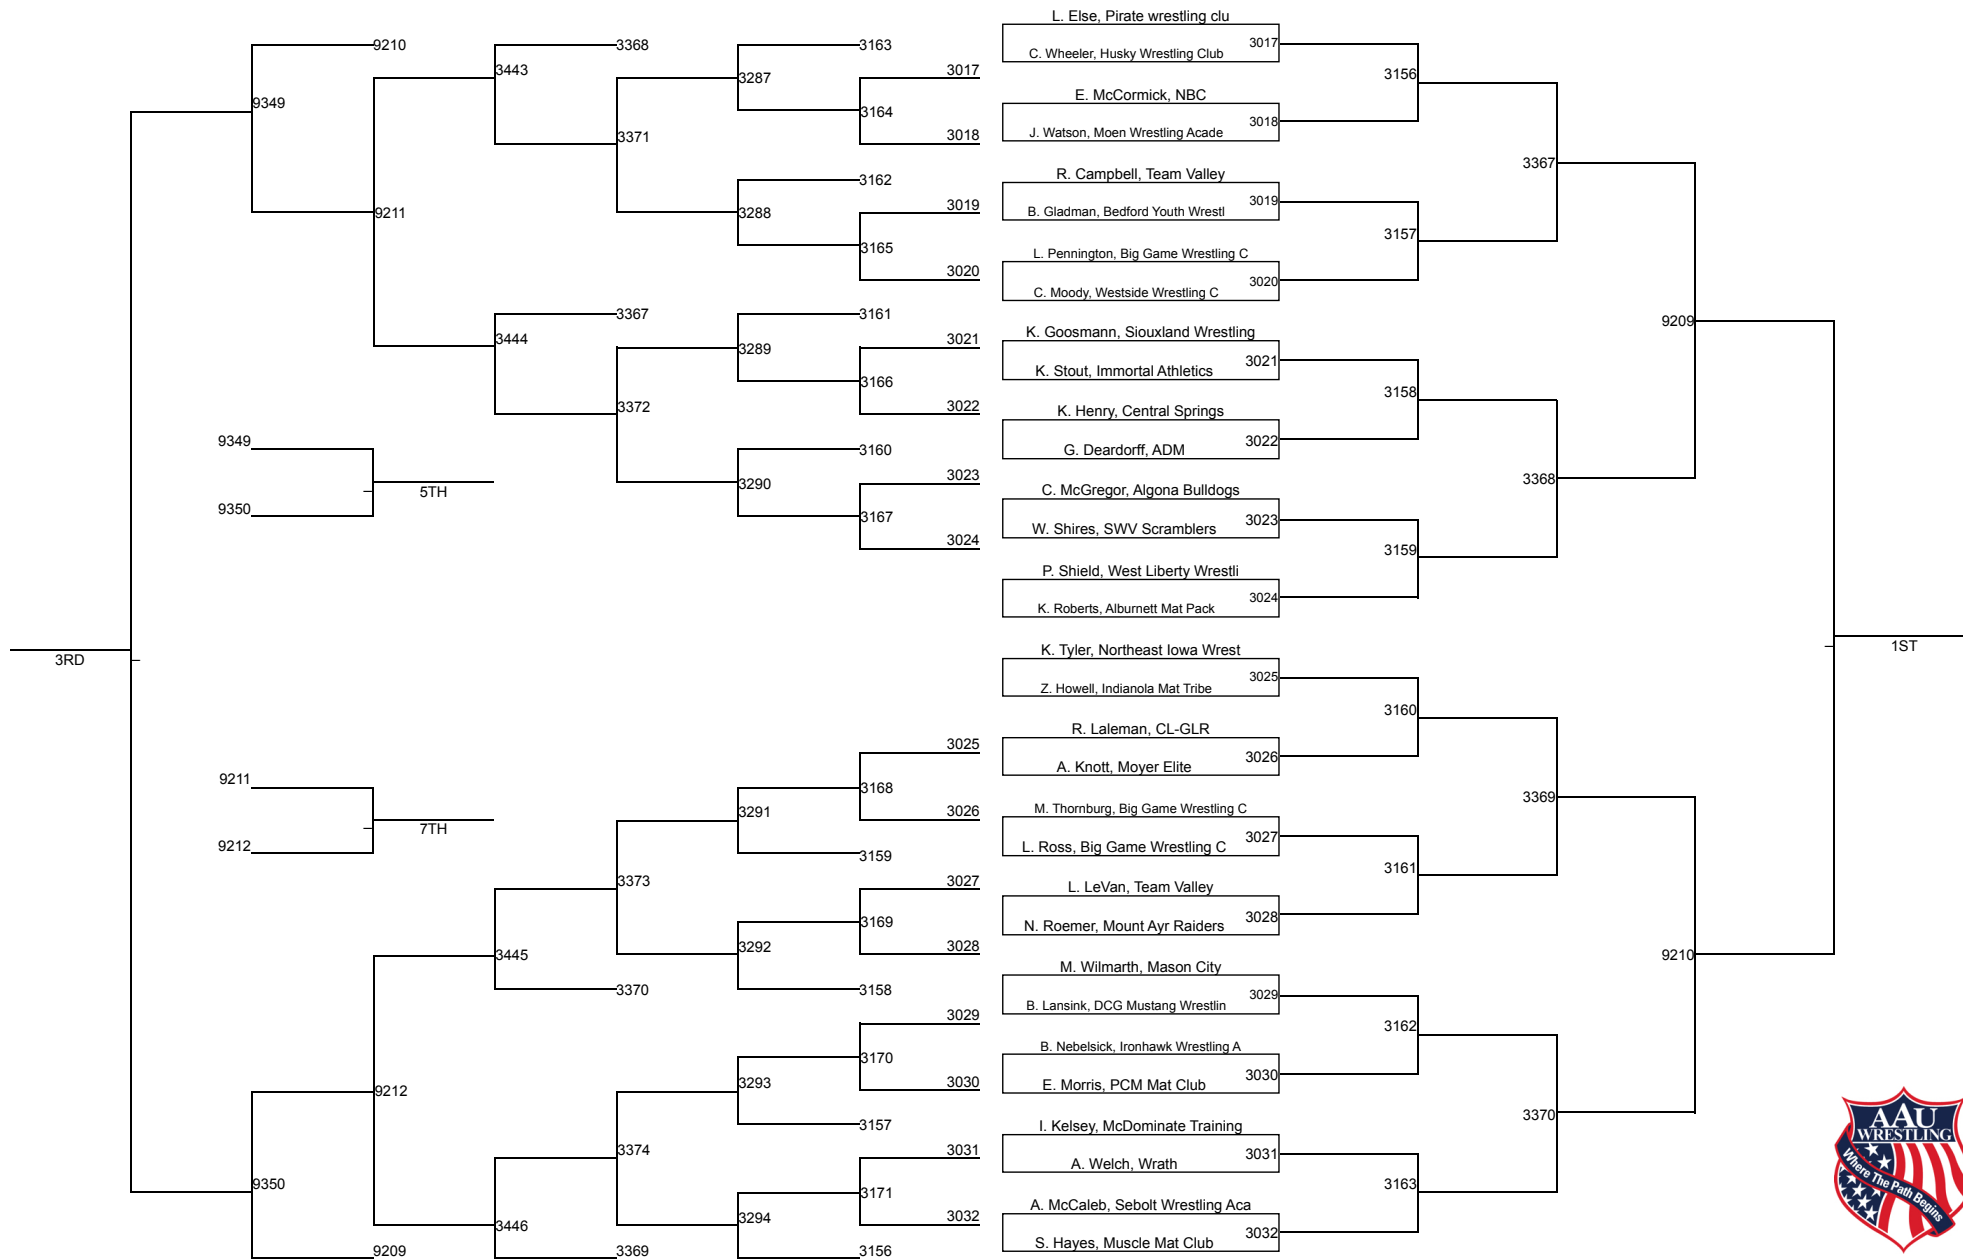 L. Else, Pirate wrestling clu
9210
3368
3163
3017
C. Wheeler, Husky Wrestling Club
3443
3017
3287
3156
9349
E. McCormick, NBC
3164
3018
3371
3018
J. Watson, Moen Wrestling Acade
3367
R. Campbell, Team Valley
3162
3019
3019
9211
3288
B. Gladman, Bedford Youth Wrestl
3157
3165
L. Pennington, Big Game Wrestling C
3020
3020
C. Moody, Westside Wrestling C
3367
3161
9209
K. Goosmann, Siouxland Wrestling
3444
3021
3289
3021
K. Stout, Immortal Athletics
3166
3158
3372
3022
K. Henry, Central Springs
9349
3022
3160
G. Deardorff, ADM
3023
3368
3290
5TH
C. McGregor, Algona Bulldogs
9350
3167
3023
W. Shires, SWV Scramblers
3024
3159
P. Shield, West Liberty Wrestli
3024
K. Roberts, Alburnett Mat Pack
3RD
1ST
K. Tyler, Northeast Iowa Wrest
3025
Z. Howell, Indianola Mat Tribe
3160
R. Laleman, CL-GLR
3025
3026
A. Knott, Moyer Elite
9211
3168
3369
M. Thornburg, Big Game Wrestling C
3291
3026
7TH
3027
9212
L. Ross, Big Game Wrestling C
3159
3161
3373
3027
L. LeVan, Team Valley
3169
3028
N. Roemer, Mount Ayr Raiders
3292
3028
3445
9210
M. Wilmarth, Mason City
3370
3158
3029
B. Lansink, DCG Mustang Wrestlin
3029
3162
B. Nebelsick, Ironhawk Wrestling A
3170
3030
3293
3030
E. Morris, PCM Mat Club
9212
3370
3157
I. Kelsey, McDominate Training
3374
3031
3031
A. Welch, Wrath
9350
3163
3171
A. McCaleb, Sebolt Wrestling Aca
3032
3446
3294
3032
S. Hayes, Muscle Mat Club
9209
3369
3156
AAU
WRESTLING
Where The Path Begins